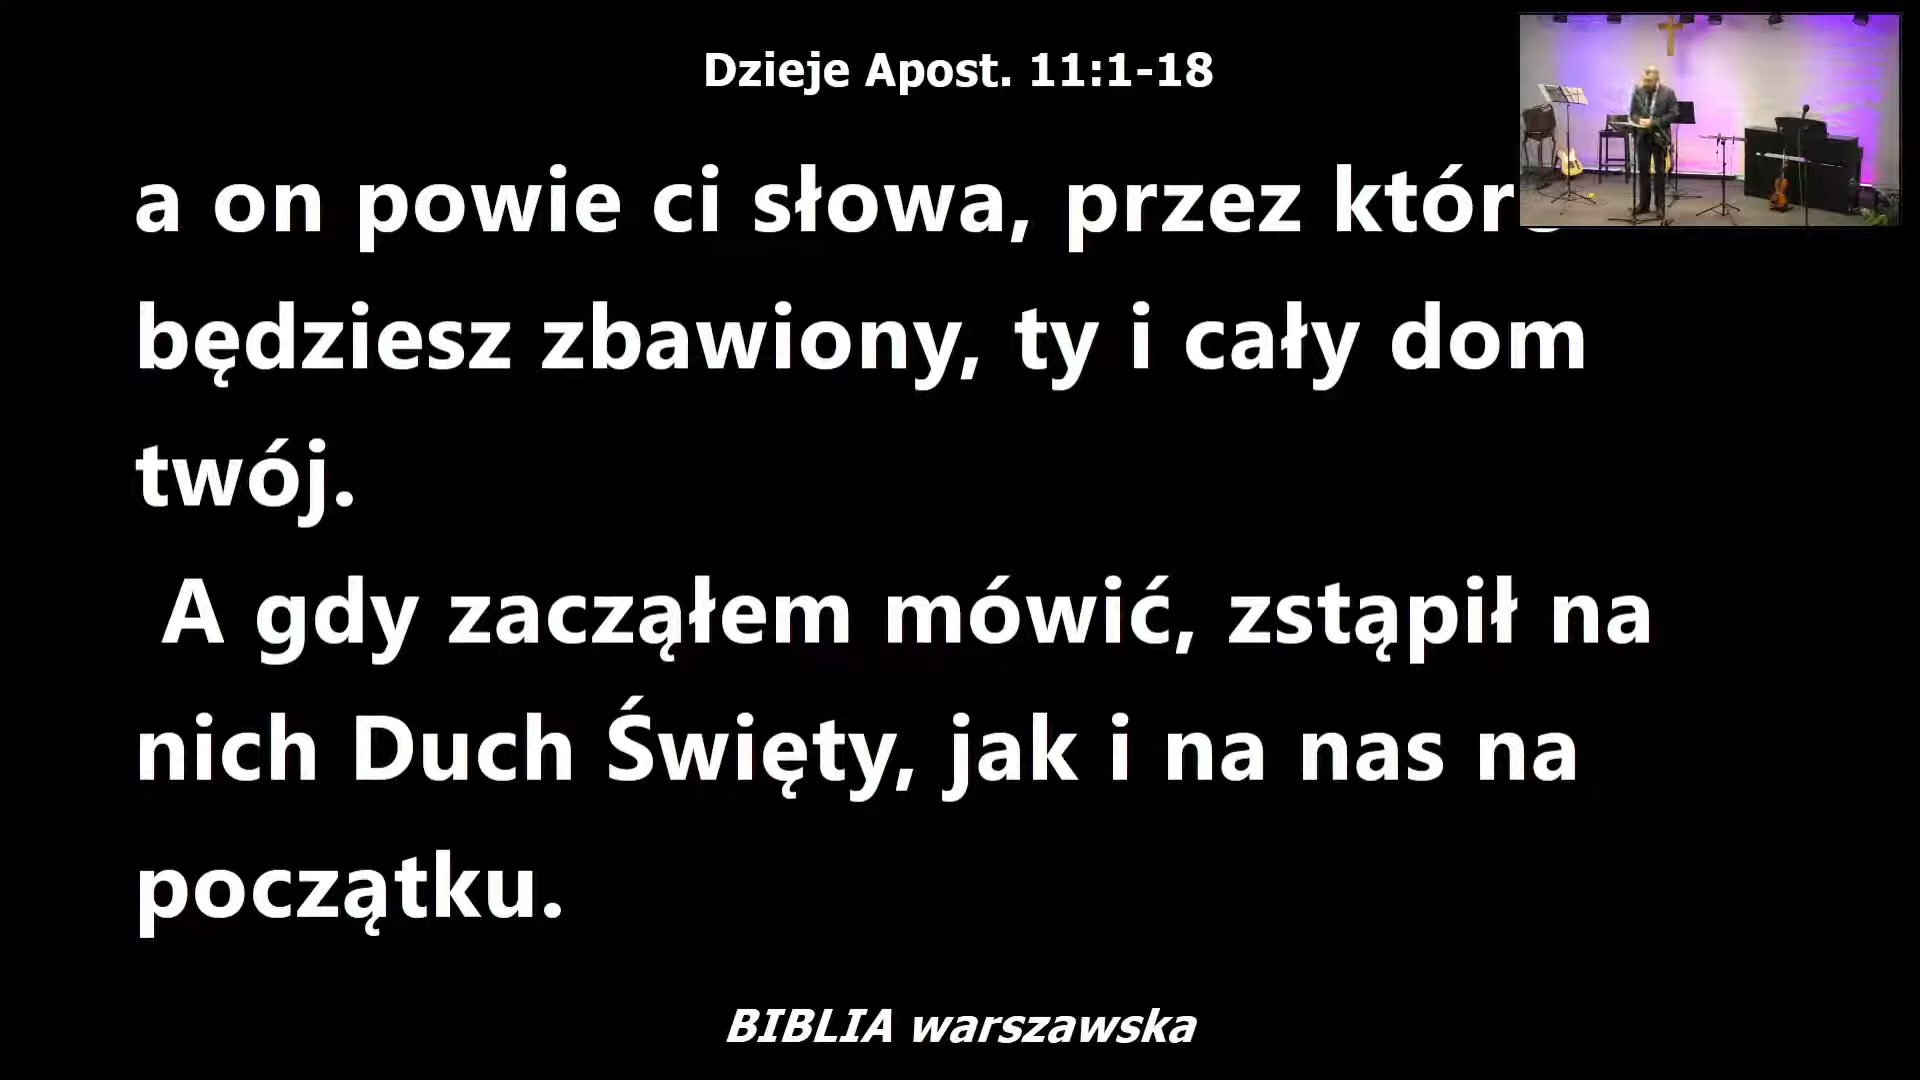 Dzieje Apost. 11:1-18
a on powie ci słowa, przez
będziesz zbawiony, ty i cały dom
twój.
A gdy zacząłem mówić, zstąpił na
nich Duch Święty, jak i na nas na
początku.
BIBLIA warszawska